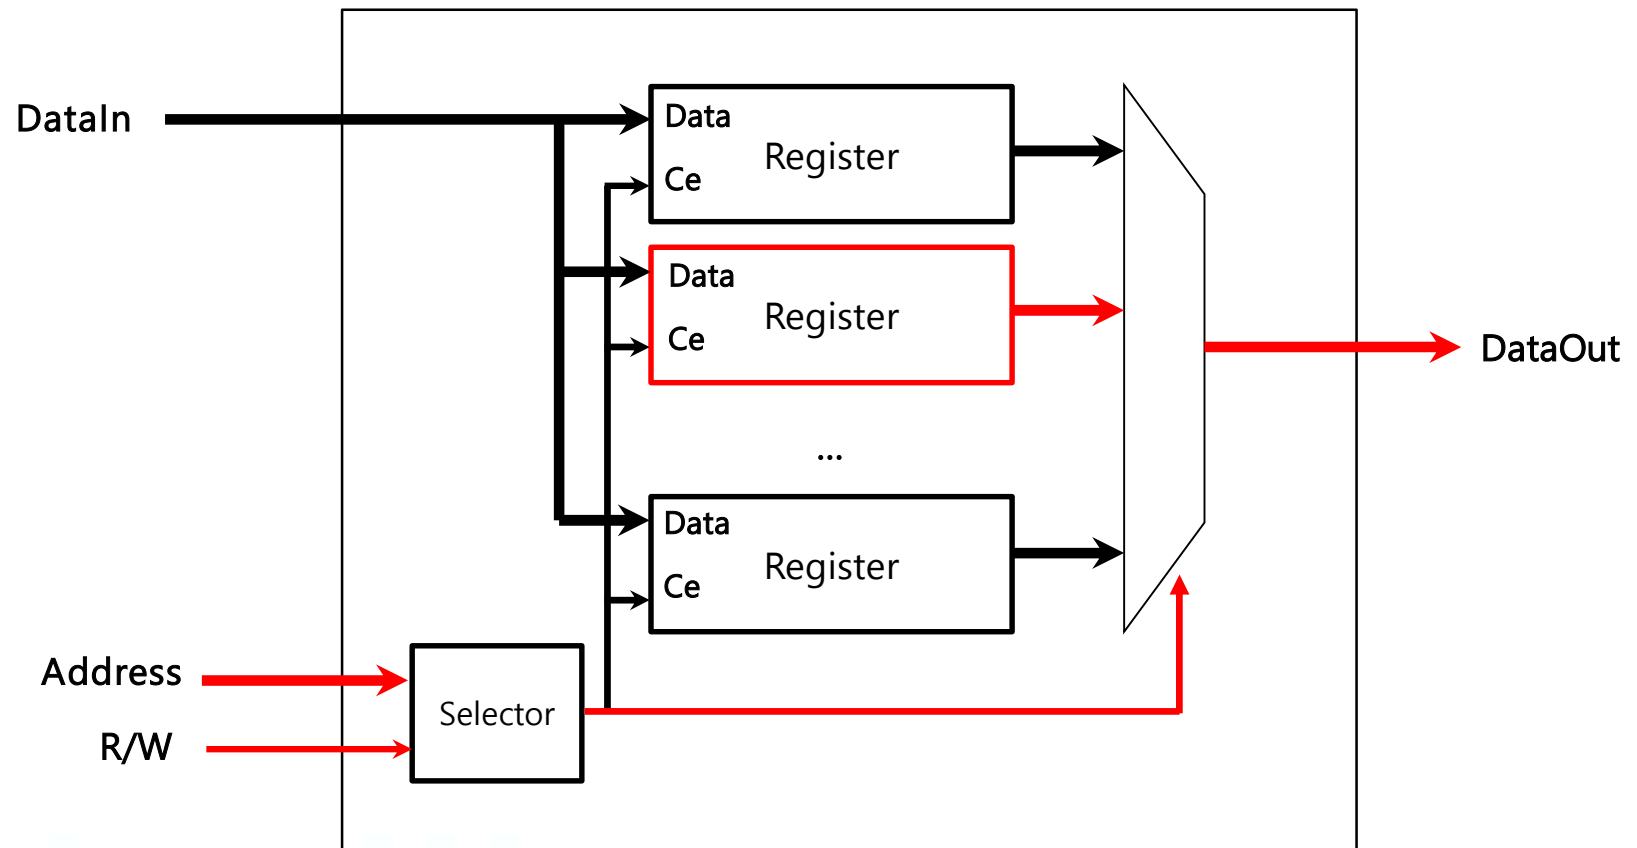 DataIn
Data
Register
Ce
Data
Register
Ce
DataOut
...
Data
Register
Ce
Address
Selector
R/W